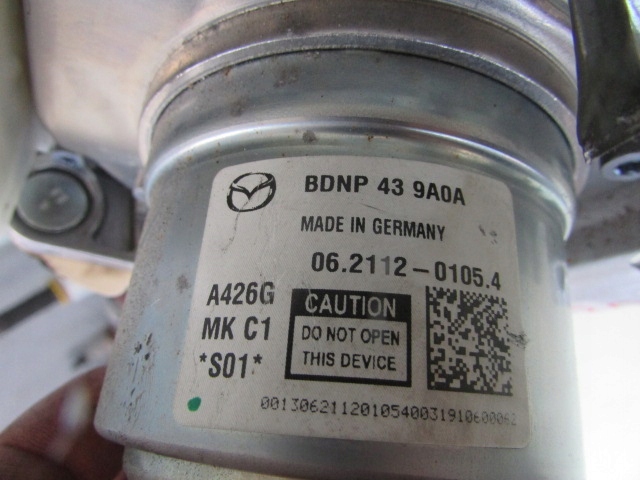 BDNP 43 9A0A
MADE IN GERMANY
06.2112-0105.4
A426G
MK C1
*S01*
CAUTION
DO NOT OPEN
THIS DEVICE
0013062112010540031910600062